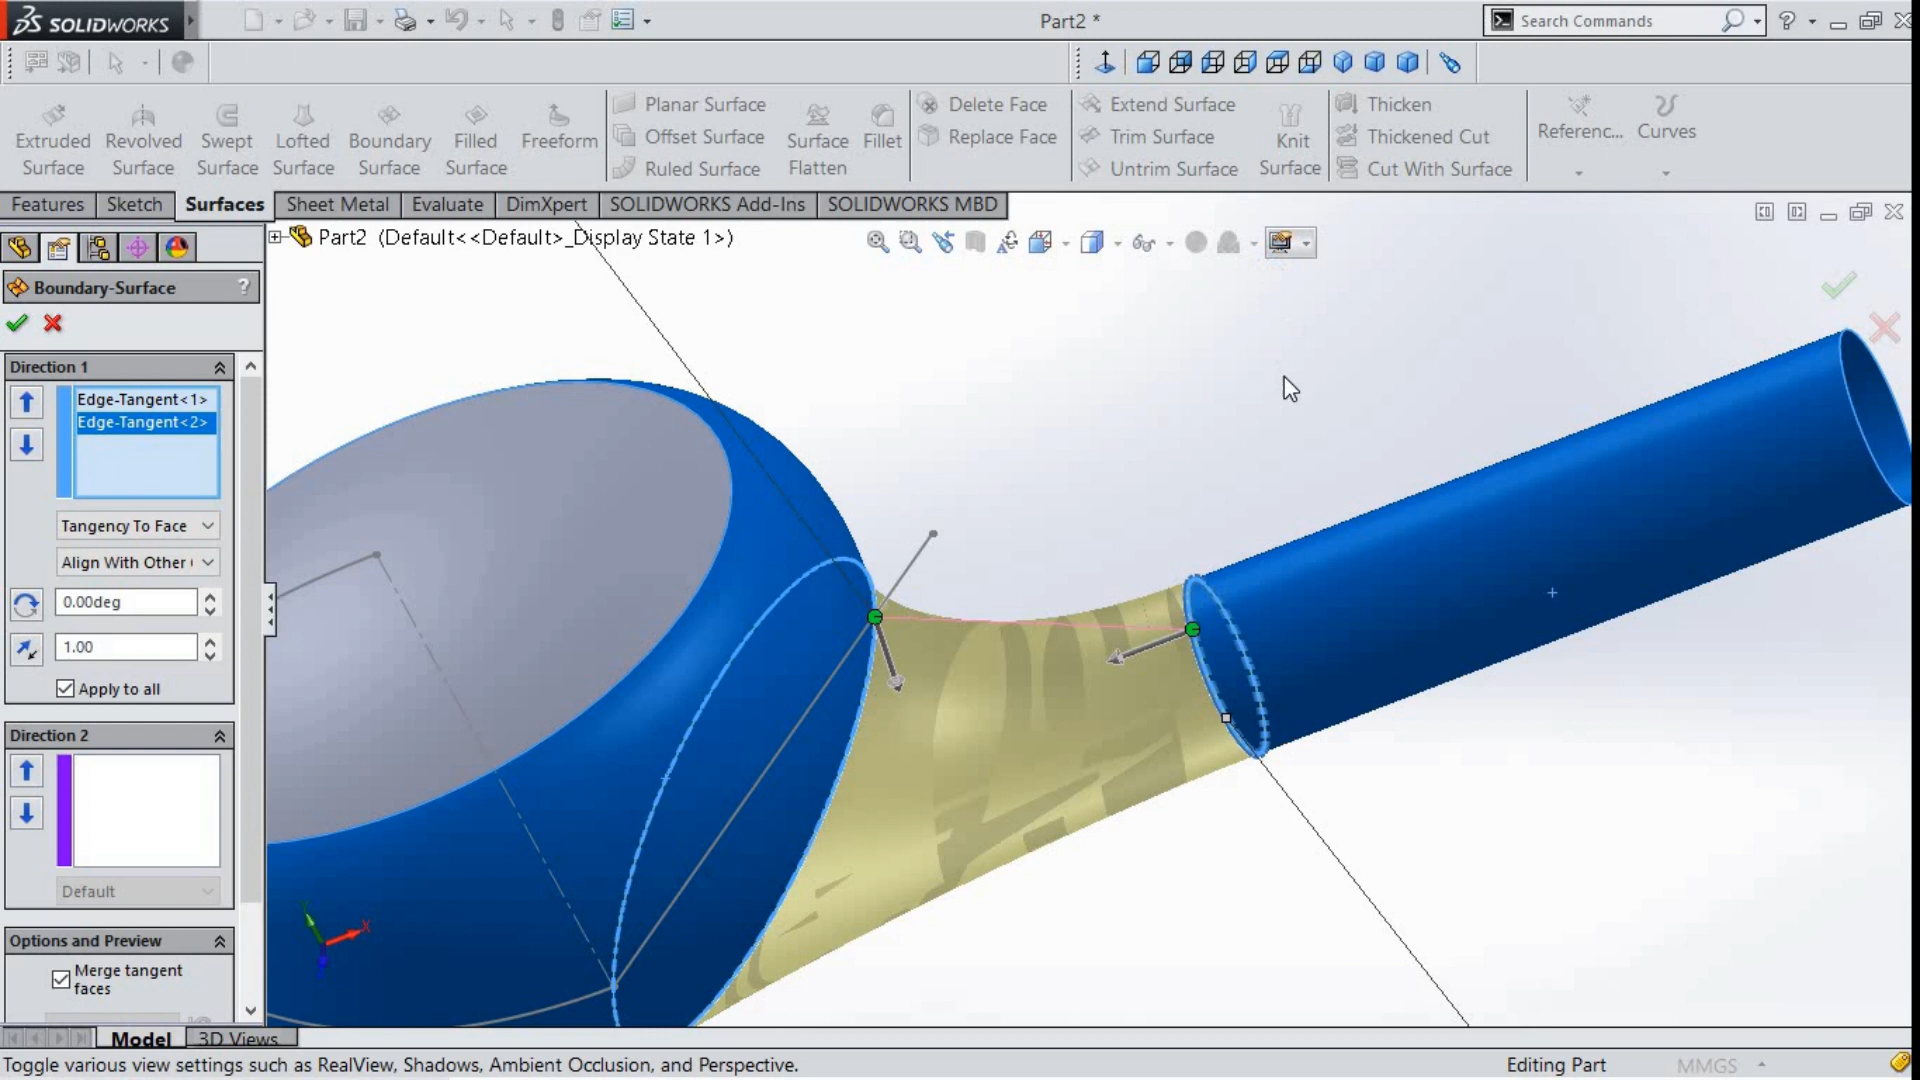 SOLIDWORKS
Part2 *
Search Commands
?
Extruded Surface
Revolved Surface
Swept Surface
Lofted Surface
Boundary Surface
Filled Surface
Freeform
Planar Surface
Offset Surface
Ruled Surface
Surface Flatten
Fillet
Delete Face
Replace Face
Extend Surface
Trim Surface
Untrim Surface
Knit Surface
Thicken
Thickened Cut
Cut With Surface
Referenc...
Curves
Features
Sketch
Surfaces
Sheet Metal
Evaluate
DimXpert
SOLIDWORKS Add-Ins
SOLIDWORKS MBD
Part2 (Default<<Default>_Display State 1>)
Boundary-Surface
?
Direction 1
Edge-Tangent<1>
Edge-Tangent<2>
Tangency To Face
Align With Other
0.00deg
1.00
Apply to all
Direction 2
Default
Options and Preview
Merge tangent
faces
X
Model
3D Views
Toggle various view settings such as RealView, Shadows, Ambient Occlusion, and Perspective.
Editing Part
MMGS